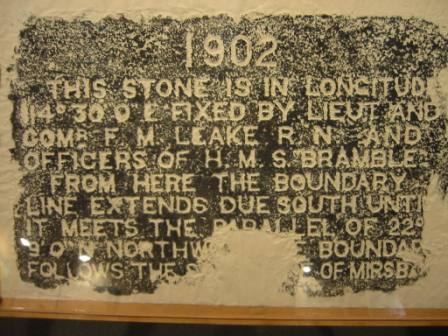 1902
THIS STONE IS IN LONGITUD
114° 30' 0" E FIXED BY LIEUT AND
COMR F. M. LEAKE R. N. AND
OFFICERS OF H. M. S. BRAMBLE
FROM HERE THE BOUNDARY
LINE EXTENDS DUE SOUTH UNTI
IT MEETS THE PARALLEL OF 22°
9' 0" N NORTHW BOUNDAR
FOLLOWS THE S OF MIRS BA